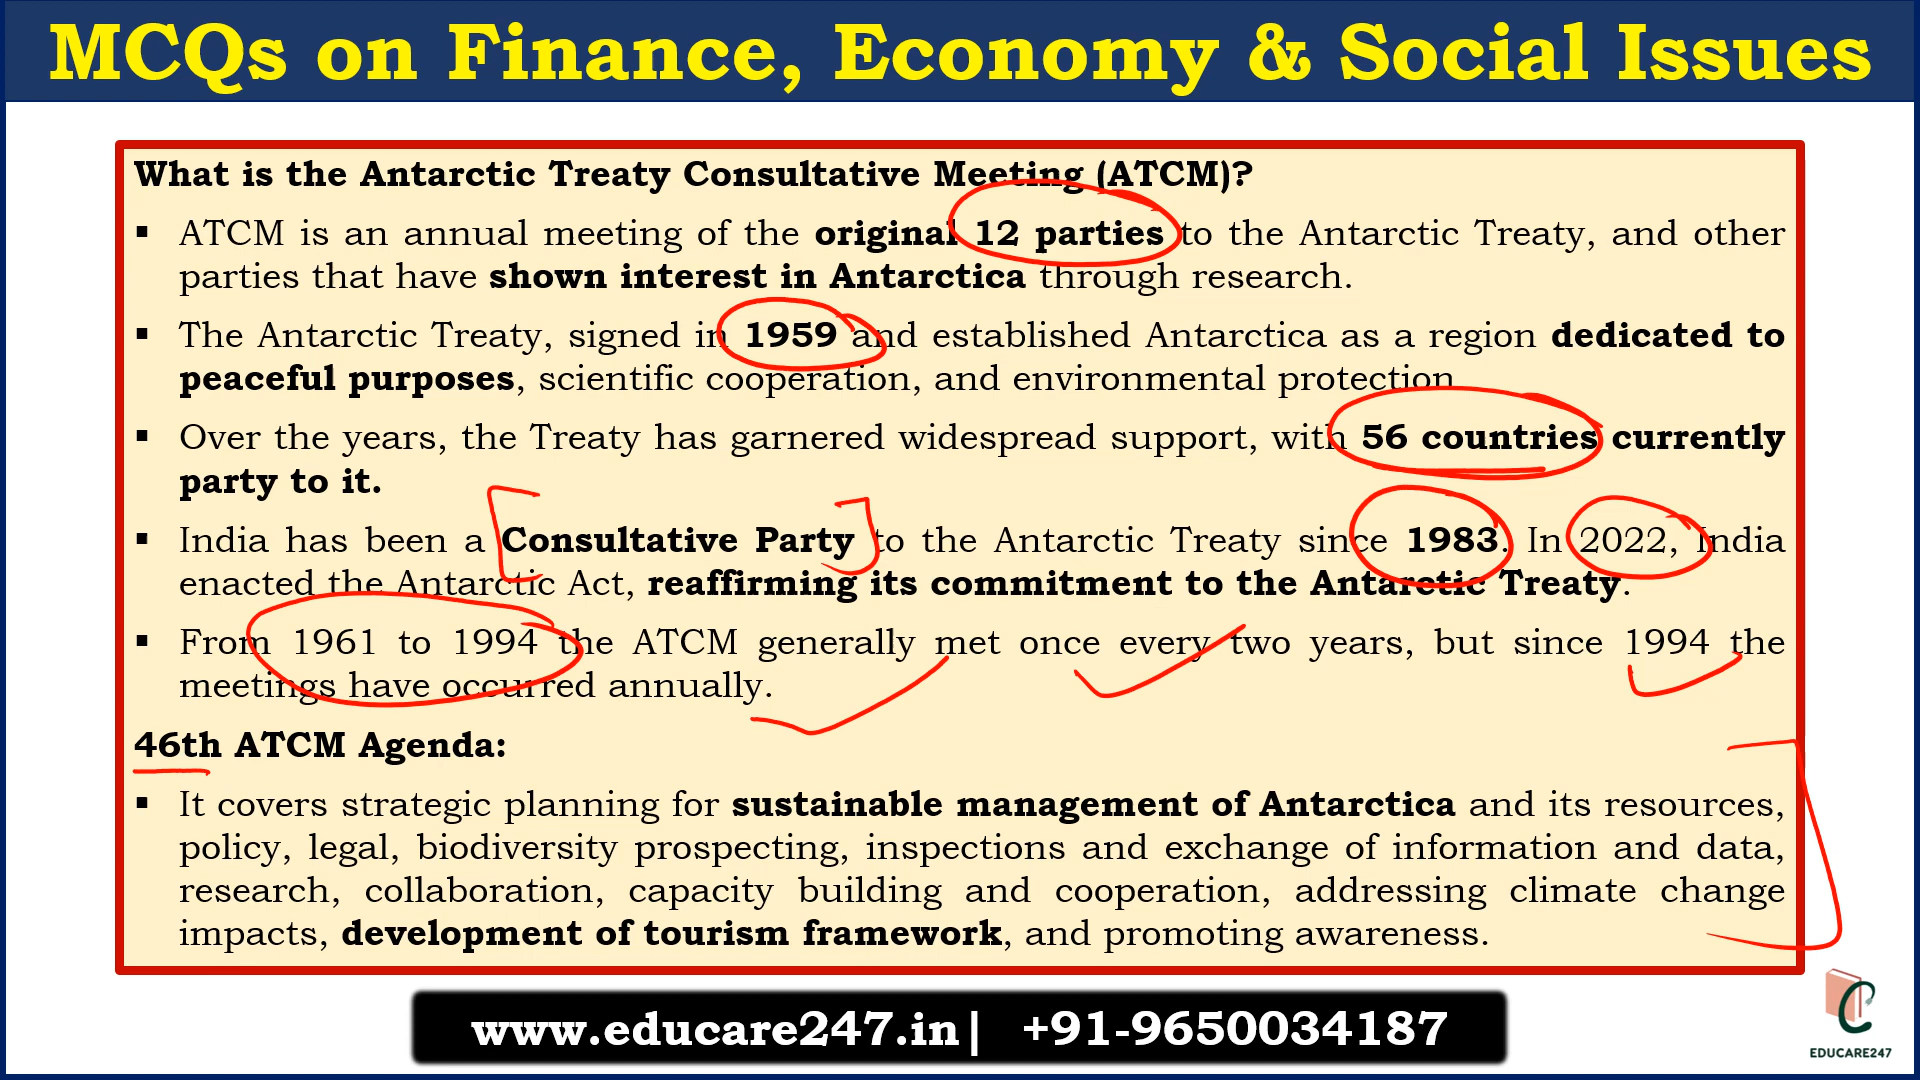 MCQs on Finance, Economy & Social Issues
What is the Antarctic Treaty Consultative Meeting (ATCM)?
▪ ATCM is an annual meeting of the original 12 parties to the Antarctic Treaty, and other
parties that have shown interest in Antarctica through research.
▪ The Antarctic Treaty, signed in 1959 and established Antarctica as a region dedicated to
peaceful purposes, scientific cooperation, and environmental protection.
▪ Over the years, the Treaty has garnered widespread support, with 56 countries currently
party to it.
▪ India has been a Consultative Party to the Antarctic Treaty since 1983. In 2022, India
enacted the Antarctic Act, reaffirming its commitment to the Antarctic Treaty.
▪ From 1961 to 1994 the ATCM generally met once every two years, but since 1994 the
meetings have occurred annually.
46th ATCM Agenda:
▪ It covers strategic planning for sustainable management of Antarctica and its resources,
policy, legal, biodiversity prospecting, inspections and exchange of information and data,
research, collaboration, capacity building and cooperation, addressing climate change
impacts, development of tourism framework, and promoting awareness.
www.educare247.in| +91-9650034187
EDUCARE247